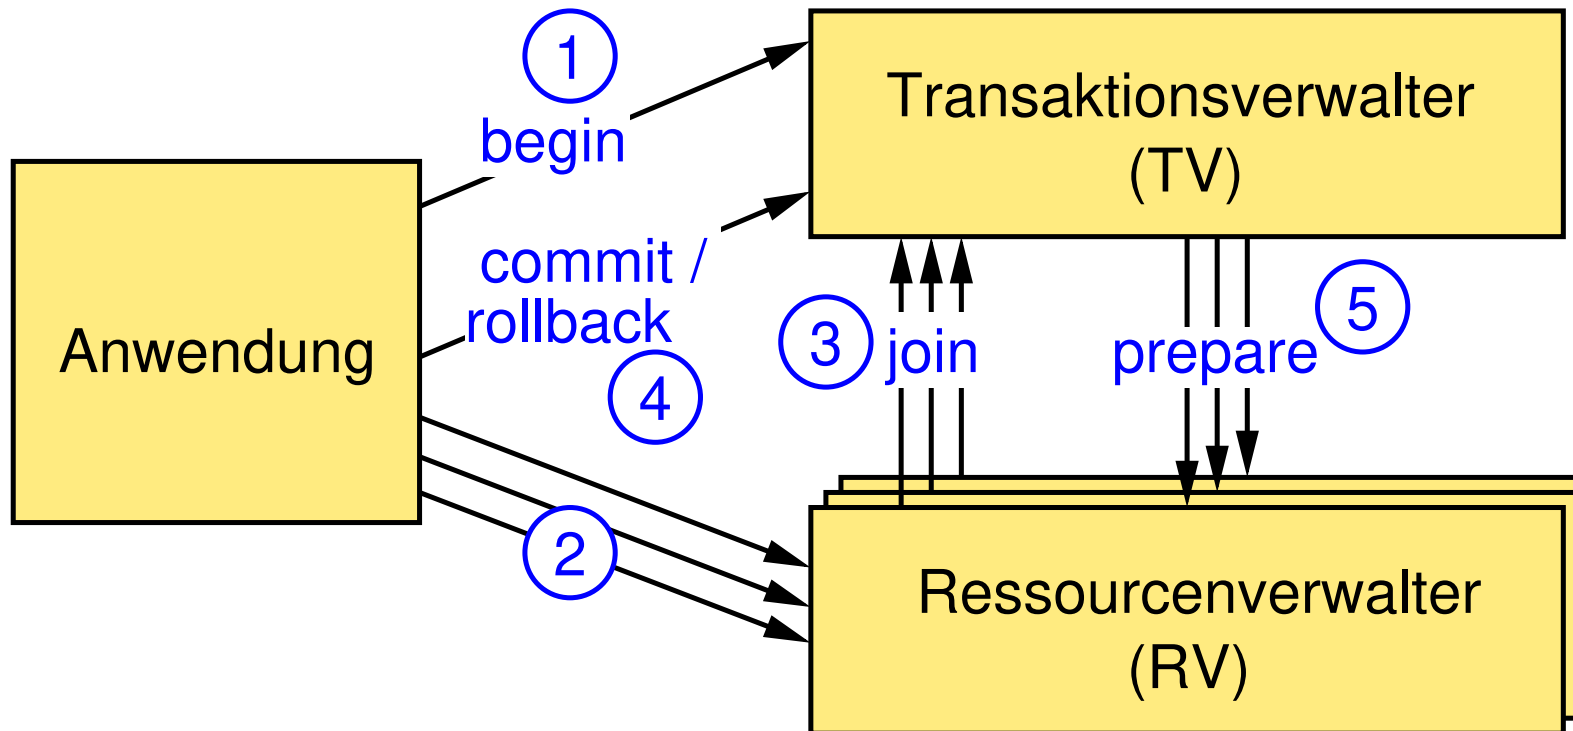 1
begin
Transaktionsverwalter
(TV)
commit /
rollback
4
Anwendung
3
join
prepare
5
2
Ressourcenverwalter
(RV)